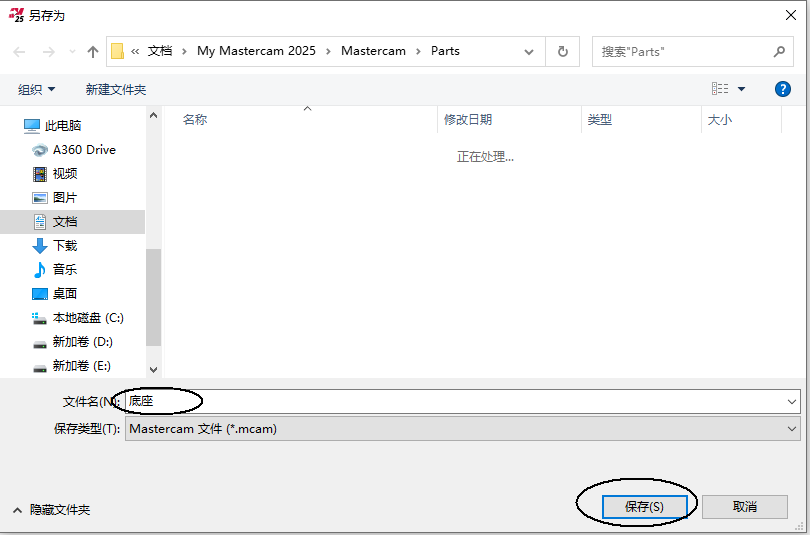 25 另存为
« 文档 › My Mastercam 2025 › Mastercam › Parts
搜索"Parts"
组织 新建文件夹
?
名称 修改日期 类型 大小
正在处理...
此电脑
A360 Drive
视频
图片
文档
下载
音乐
桌面
本地磁盘 (C:)
新加卷 (D:)
新加卷 (E:)
文件名(N): 底座
保存类型(T): Mastercam 文件 (*.mcam)
隐藏文件夹
保存(S) 取消